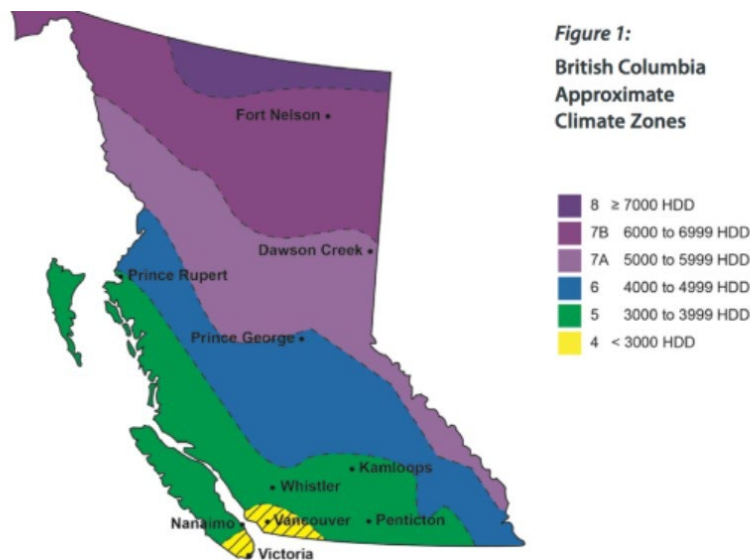 Figure 1:
British Columbia
Approximate
Climate Zones
8 ≥ 7000 HDD
7B 6000 to 6999 HDD
7A 5000 to 5999 HDD
6 4000 to 4999 HDD
5 3000 to 3999 HDD
4 < 3000 HDD
Fort Nelson
Dawson Creek
Prince Rupert
Prince George
Kamloops
Whistler
Nanaimo
Vancouver
Penticton
Victoria